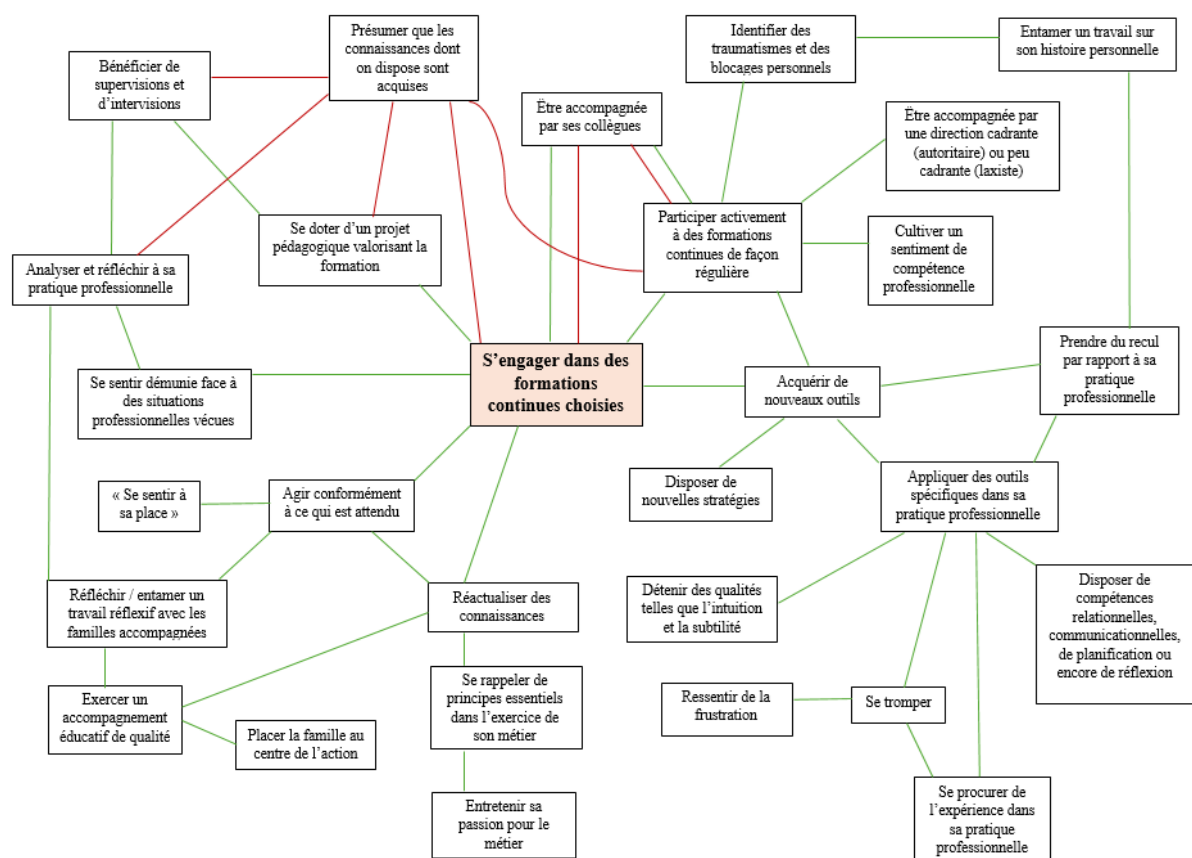 Présumer que les
connaissances dont
on dispose sont
acquises
Identifier des
traumatismes et des
blocages personnels
Entamer un travail sur
son histoire personnelle
Bénéficier de
supervisions et
d'intervisions
Ëtre accompagnée
par ses collègues
Ëtre accompagnée par
une direction cadrante
(autoritaire) ou peu
cadrante (laxiste)
Se doter d'un projet
pédagogique valorisant la
formation
Participer activement
à des formations
continues de façon
régulière
Cultiver un
sentiment de
compétence
professionnelle
Analyser et réfléchir à sa
pratique professionnelle
S'engager dans des
formations
continues choisies
Prendre du recul
par rapport à sa
pratique
professionnelle
Se sentir démunie face à
des situations
professionnelles vécues
Acquérir de
nouveaux outils
« Se sentir à
sa place »
Agir conformément
à ce qui est attendu
Disposer de
nouvelles stratégies
Appliquer des outils
spécifiques dans sa
pratique professionnelle
Réfléchir / entamer un
travail réflexif avec les
familles accompagnées
Réactualiser des
connaissances
Détenir des qualités
telles que l'intuition
et la subtilité
Disposer de
compétences
relationnelles,
communicationnelles,
de planification ou
encore de réflexion
Exercer un
accompagnement
éducatif de qualité
Placer la famille au
centre de l'action
Se rappeler de
principes essentiels
dans l'exercice de
son métier
Ressentir de la
frustration
Se tromper
Entretenir sa
passion pour le
métier
Se procurer de
l'expérience dans
sa pratique
professionnelle